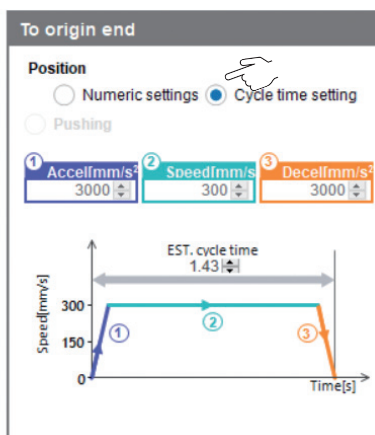 To origin end
Position
Numeric settings Cycle time setting
Pushing
1 Accel[mm/s² 2 Speed[mm/s 3 Decel[mm/s²
3000 300 3000
EST. cycle time
1.43
Speed[mm/s]
300
150
0
1 2 3
Time[s]